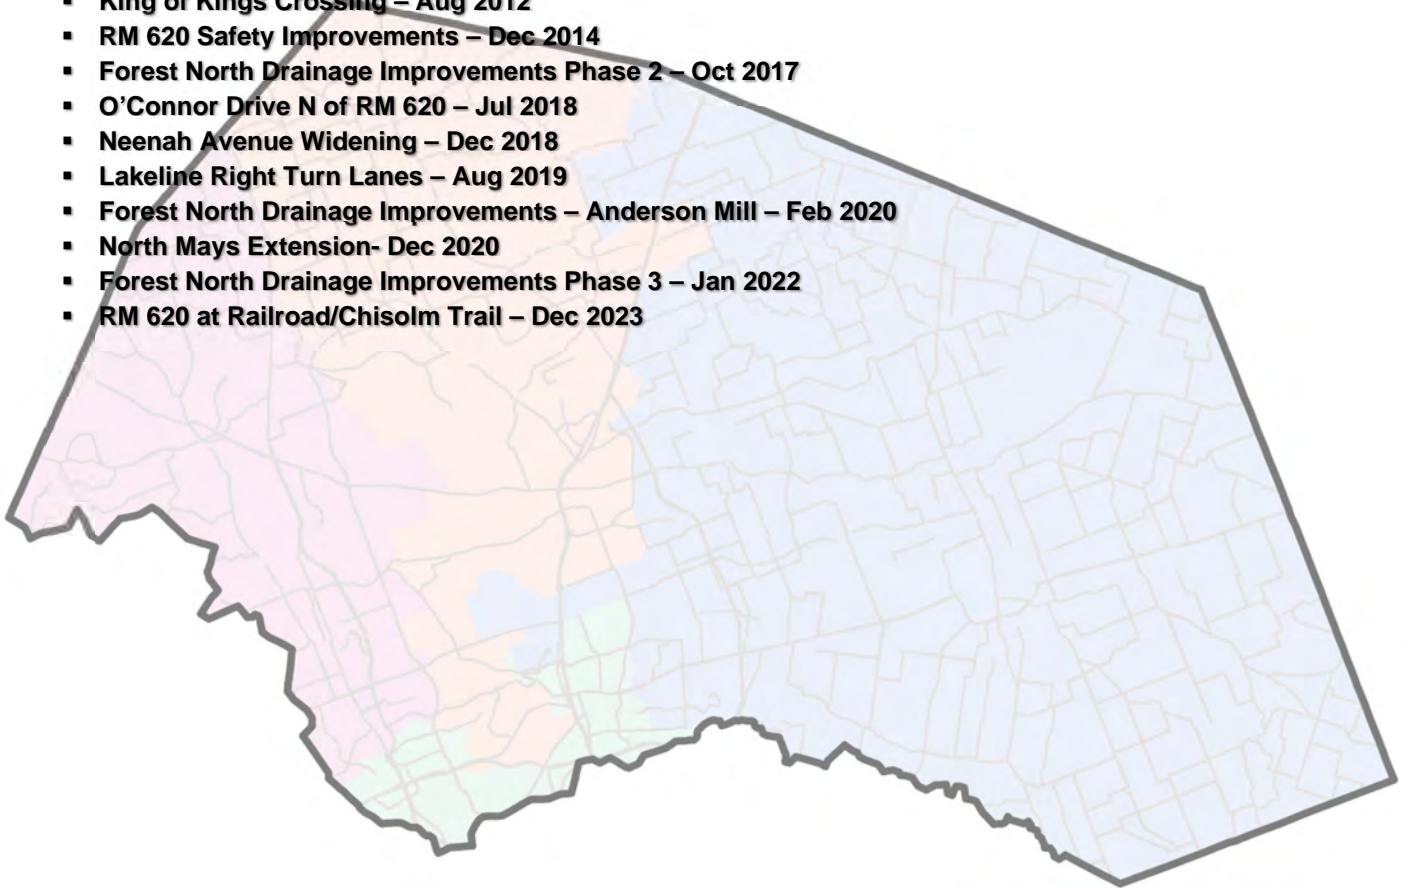 ▪ King of Kings Crossing – Aug 2012
▪ RM 620 Safety Improvements – Dec 2014
▪ Forest North Drainage Improvements Phase 2 – Oct 2017
▪ O’Connor Drive N of RM 620 – Jul 2018
▪ Neenah Avenue Widening – Dec 2018
▪ Lakeline Right Turn Lanes – Aug 2019
▪ Forest North Drainage Improvements – Anderson Mill – Feb 2020
▪ North Mays Extension- Dec 2020
▪ Forest North Drainage Improvements Phase 3 – Jan 2022
▪ RM 620 at Railroad/Chisolm Trail – Dec 2023